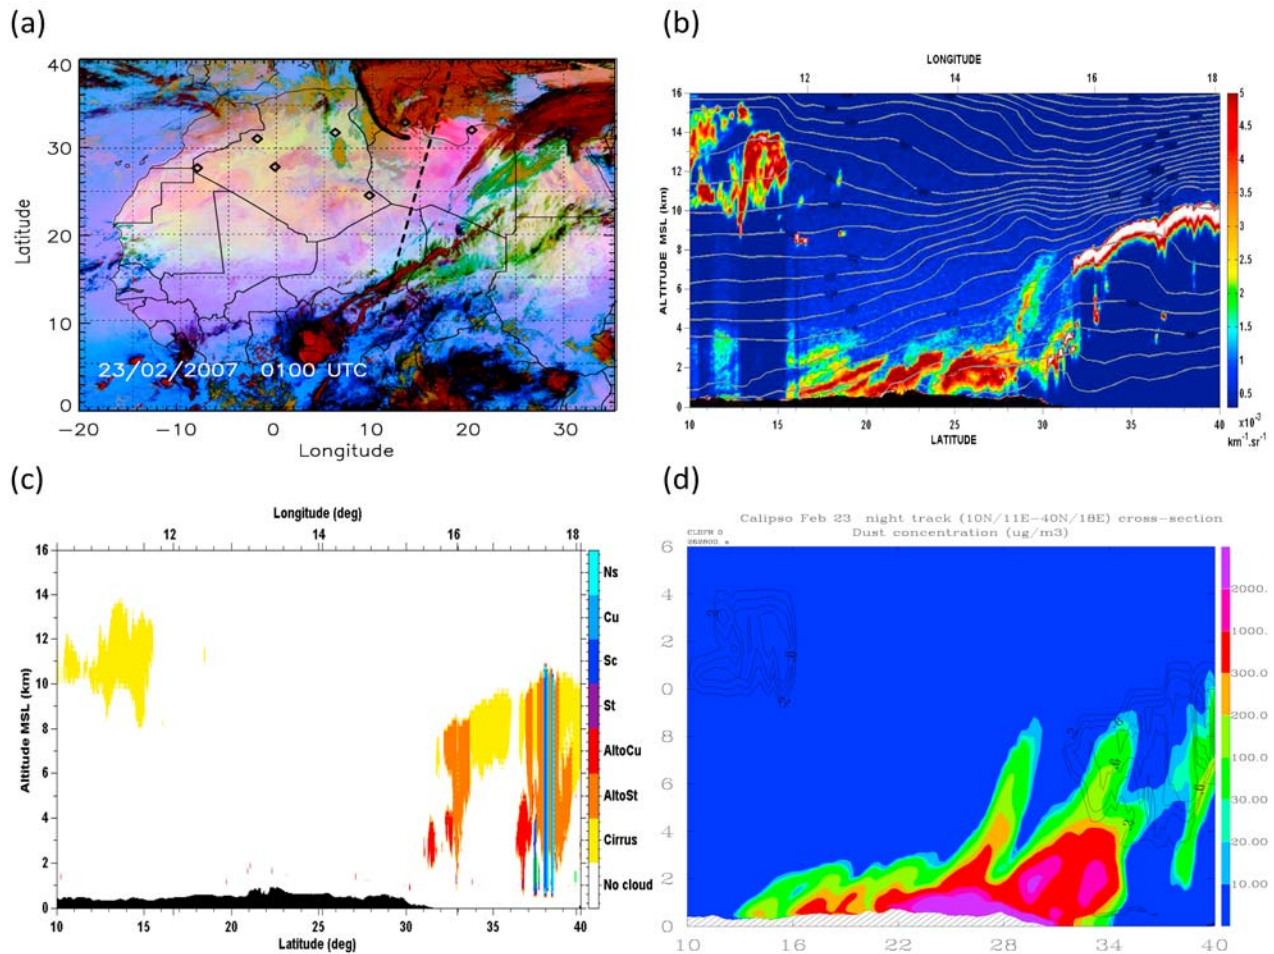 (a)
40
30
20
10
0
Latitude
23/02/2007 0100 UTC
-20 -10 0 10 20 30
Longitude
(b)
LONGITUDE
12 14 16 18
16
14
12
10
8
6
4
2
0
ALTITUDE MSL (km)
10 15 20 25 30 35 40
LATITUDE
5
4.5
4
3.5
3
2.5
2
1.5
1
0.5
x10⁻³
km⁻¹.sr⁻¹
(c)
Longitude (deg)
12 14 16 18
16
14
12
10
8
6
4
2
0
Altitude MSL (km)
10 15 20 25 30 35 40
Latitude (deg)
Ns
Cu
Sc
St
AltoCu
AltoSt
Cirrus
No cloud
(d)
Calipso Feb 23 night track (10N/11E-40N/18E) cross-section
Dust concentration (ug/m3)
CLDFR 0
262800. s
6
4
2
0
8
6
4
2
0
10 16 22 28 34 40
2000.
1000.
300.00
200.00
100.00
30.00
20.00
10.00